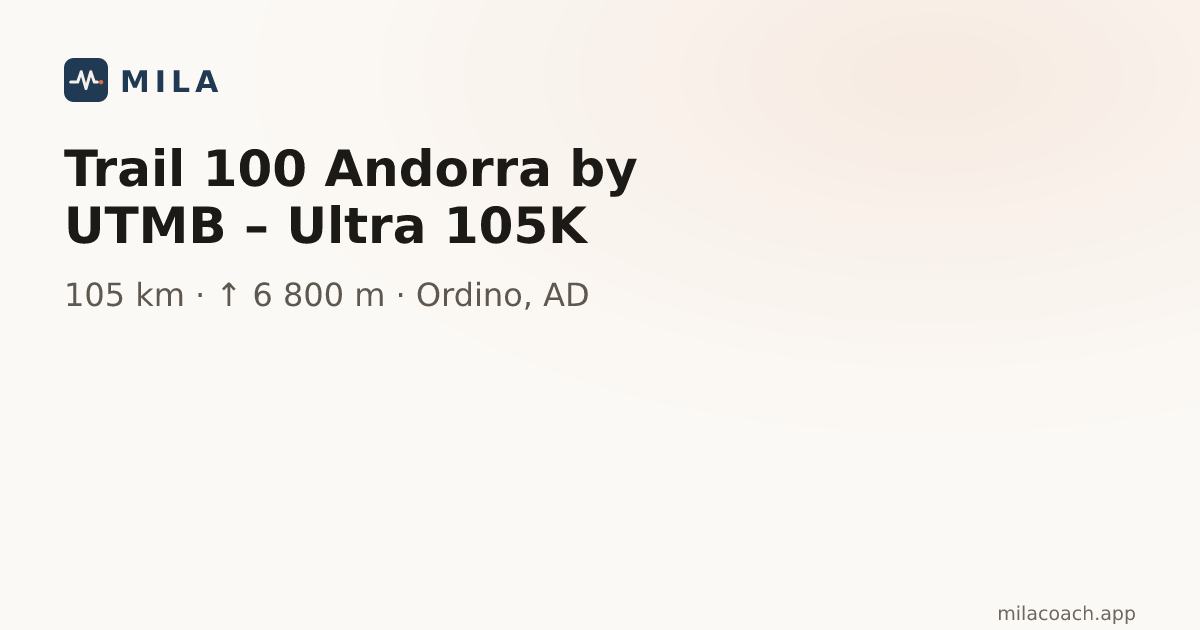 MILA
Trail 100 Andorra by
UTMB – Ultra 105K
105 km · ↑ 6 800 m · Ordino, AD
milacoach.app